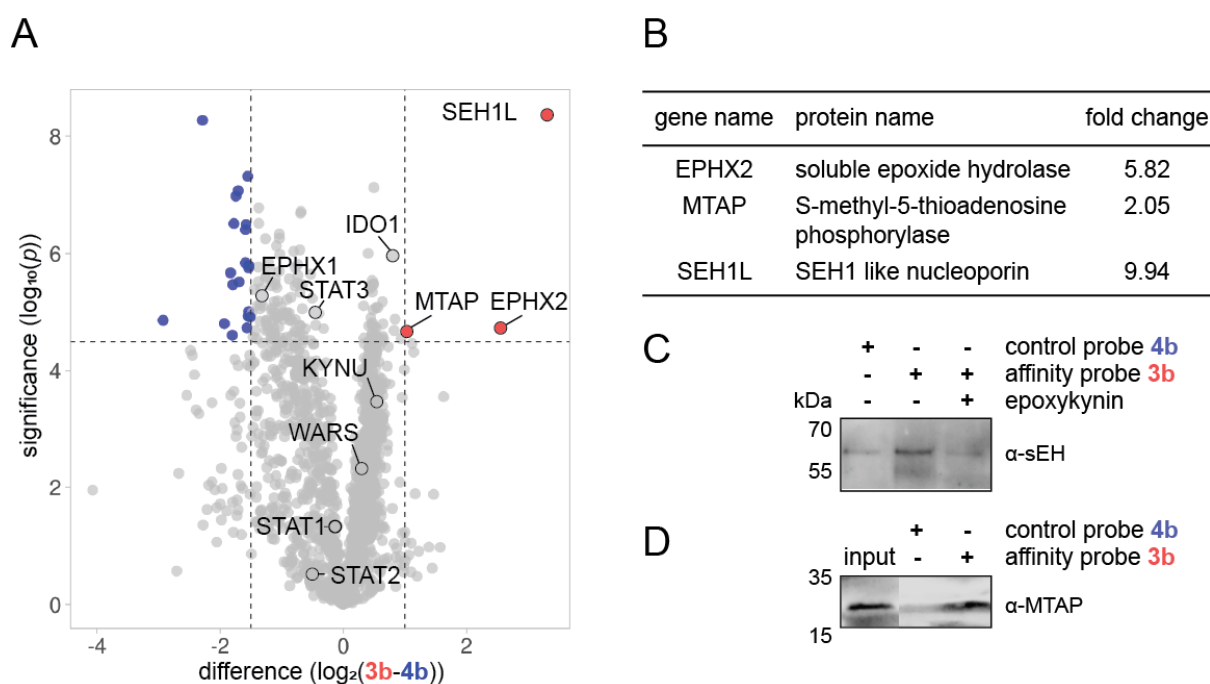 A
8
6
4
2
0
-4
-2
0
2
significance (log₁₀(p))
difference (log₂(3b-4b))
SEH1L
IDO1
EPHX1
STAT3
MTAP
EPHX2
KYNU
WARS
STAT1
STAT2
B
gene name protein name fold change
EPHX2 soluble epoxide hydrolase 5.82
MTAP S-methyl-5-thioadenosine 2.05
phosphorylase
SEH1L SEH1 like nucleoporin 9.94
C
+ - - control probe 4b
- + + affinity probe 3b
kDa - - + epoxykynin
70
55
α-sEH
D
+ - control probe 4b
input - + affinity probe 3b
35
15
α-MTAP